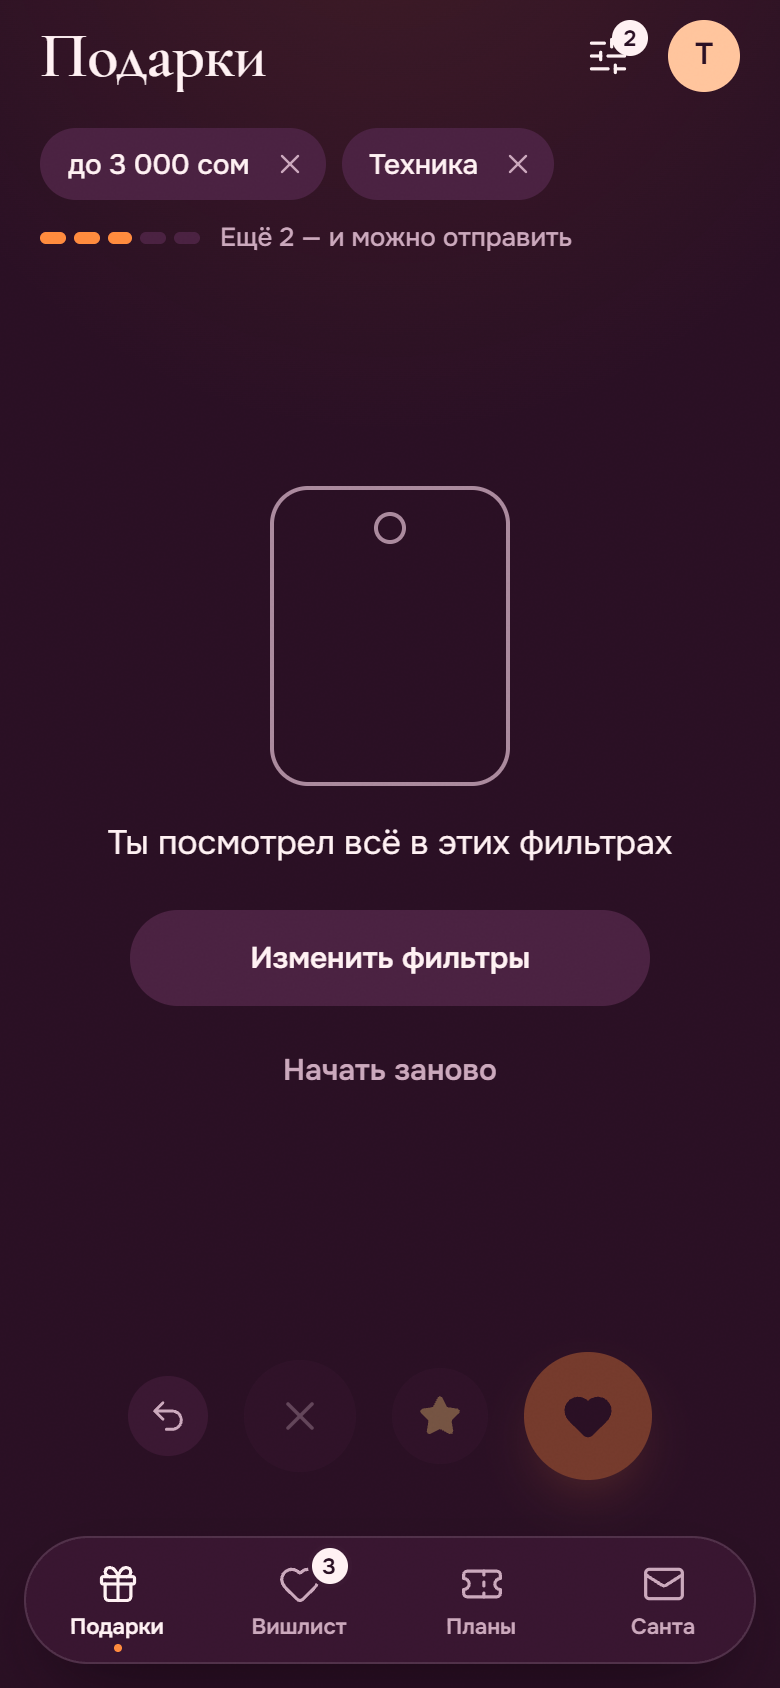 Подарки
2
T
до 3 000 сом
Техника
Ещё 2 — и можно отправить
Ты посмотрел всё в этих фильтрах
Изменить фильтры
Начать заново
3
Подарки
Вишлист
Планы
Санта